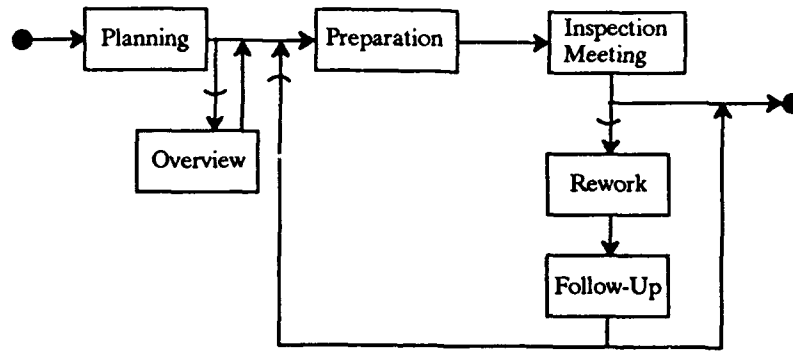 Planning
Preparation
Inspection
Meeting
Overview
Rework
Follow-Up